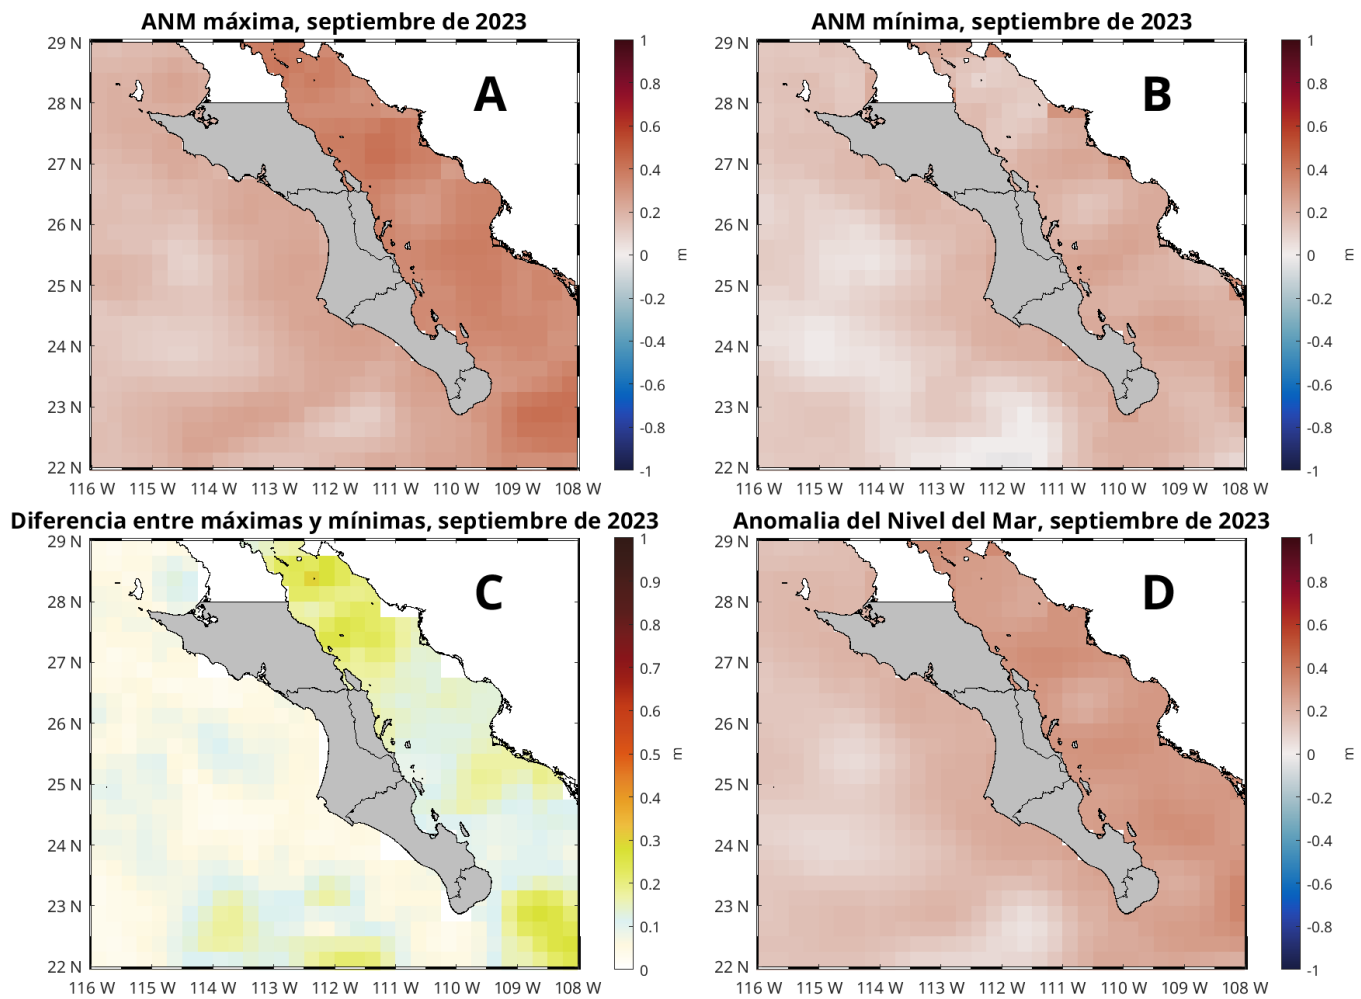 ANM máxima, septiembre de 2023
29 N
28 N
27 N
26 N
25 N
24 N
23 N
22 N
116 W 115 W 114 W 113 W 112 W 111 W 110 W 109 W 108 W
A
1
0.8
0.6
0.4
0.2
0
-0.2
-0.4
-0.6
-0.8
-1
m
ANM mínima, septiembre de 2023
29 N
28 N
27 N
26 N
25 N
24 N
23 N
22 N
116 W 115 W 114 W 113 W 112 W 111 W 110 W 109 W 108 W
B
1
0.8
0.6
0.4
0.2
0
-0.2
-0.4
-0.6
-0.8
-1
m
Diferencia entre máximas y mínimas, septiembre de 2023
29 N
28 N
27 N
26 N
25 N
24 N
23 N
22 N
116 W 115 W 114 W 113 W 112 W 111 W 110 W 109 W 108 W
C
1
0.9
0.8
0.7
0.6
0.5
0.4
0.3
0.2
0.1
0
m
Anomalia del Nivel del Mar, septiembre de 2023
29 N
28 N
27 N
26 N
25 N
24 N
23 N
22 N
116 W 115 W 114 W 113 W 112 W 111 W 110 W 109 W 108 W
D
1
0.8
0.6
0.4
0.2
0
-0.2
-0.4
-0.6
-0.8
-1
m